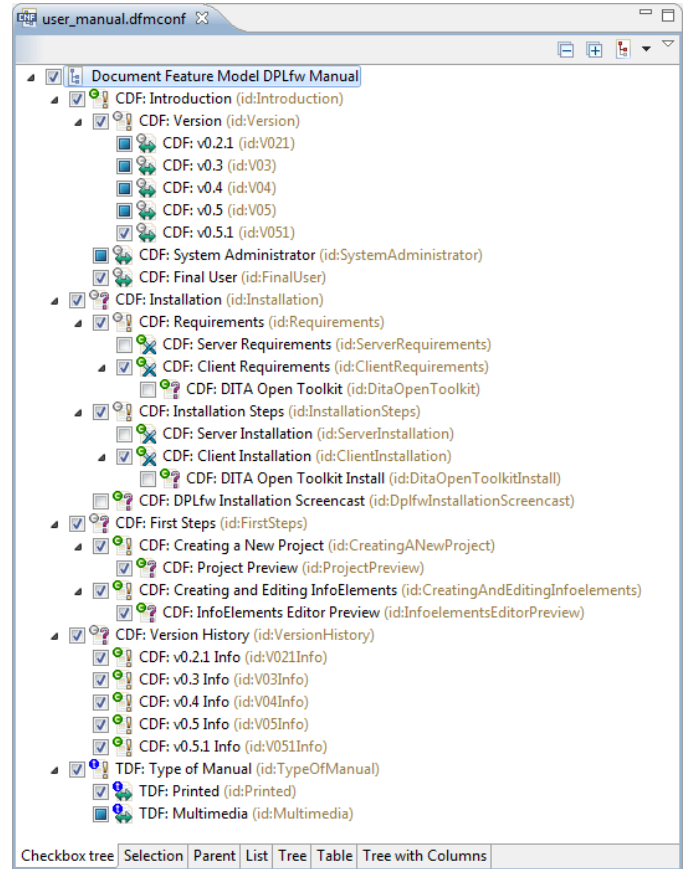 user_manual.dfmconf
Document Feature Model DPLfw Manual
CDF: Introduction (id:Introduction)
CDF: Version (id:Version)
CDF: v0.2.1 (id:V021)
CDF: v0.3 (id:V03)
CDF: v0.4 (id:V04)
CDF: v0.5 (id:V05)
CDF: v0.5.1 (id:V051)
CDF: System Administrator (id:SystemAdministrator)
CDF: Final User (id:FinalUser)
CDF: Installation (id:Installation)
CDF: Requirements (id:Requirements)
CDF: Server Requirements (id:ServerRequirements)
CDF: Client Requirements (id:ClientRequirements)
CDF: DITA Open Toolkit (id:DitaOpenToolkit)
CDF: Installation Steps (id:InstallationSteps)
CDF: Server Installation (id:ServerInstallation)
CDF: Client Installation (id:ClientInstallation)
CDF: DITA Open Toolkit Install (id:DitaOpenToolkitInstall)
CDF: DPLfw Installation Screencast (id:DplfwInstallationScreencast)
CDF: First Steps (id:FirstSteps)
CDF: Creating a New Project (id:CreatingANewProject)
CDF: Project Preview (id:ProjectPreview)
CDF: Creating and Editing InfoElements (id:CreatingAndEditingInfoelements)
CDF: InfoElements Editor Preview (id:InfoelementsEditorPreview)
CDF: Version History (id:VersionHistory)
CDF: v0.2.1 Info (id:V021Info)
CDF: v0.3 Info (id:V03Info)
CDF: v0.4 Info (id:V04Info)
CDF: v0.5 Info (id:V05Info)
CDF: v0.5.1 Info (id:V051Info)
TDF: Type of Manual (id:TypeOfManual)
TDF: Printed (id:Printed)
TDF: Multimedia (id:Multimedia)
Checkbox tree Selection Parent List Tree Table Tree with Columns